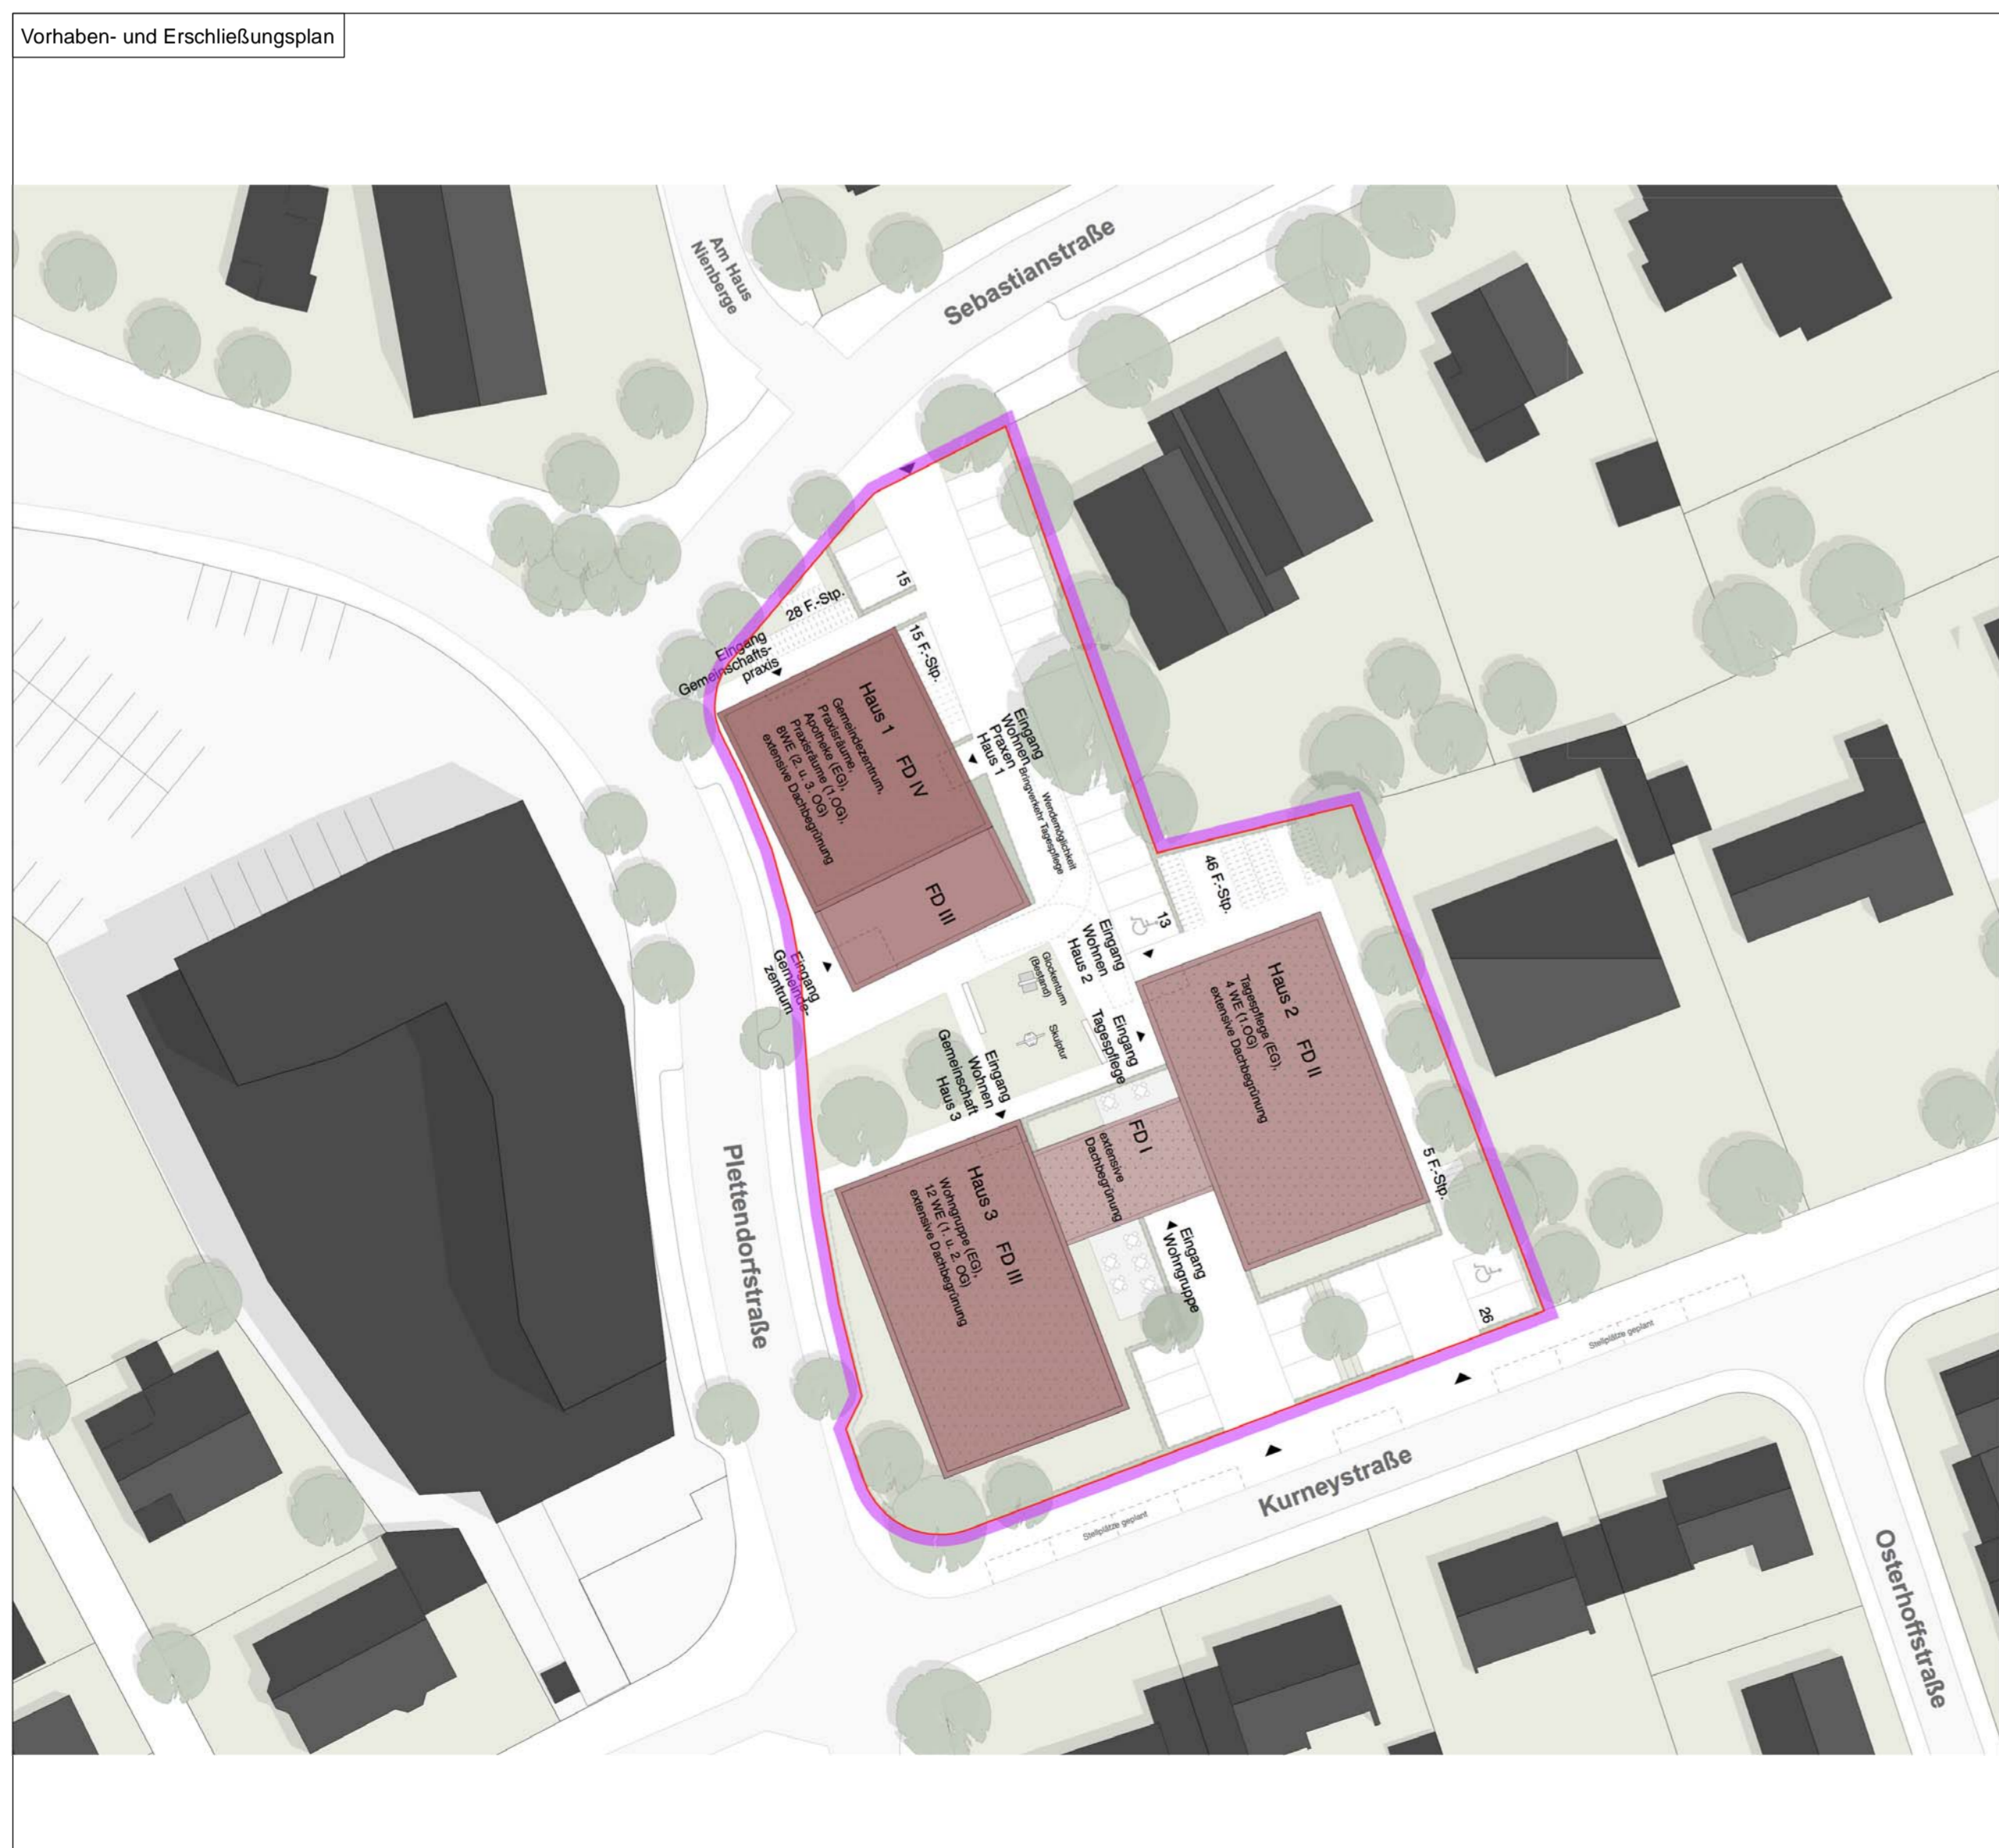 Vorhaben- und Erschließungsplan
Am Haus
Nienberge
Sebastianstraße
15
28 F.-Stp.
Eingang
Gemeinschafts-
praxis
15 F.-Stp.
Haus 1 FD IV
Gemeindezentrum,
Praxisräume,
Apotheke (EG),
Praxisräume (1.OG),
8WE (2. u. 3. OG)
extensive Dachbegrünung
Eingang
Wohnen
Praxen
Haus 1
Wendemöglichkeit
Bringverkehr Tagespflege
FD III
46 F.-Stp.
13
Eingang
Wohnen
Haus 2
Eingang
Gemeinde-
zentrum
Glockenturm
(Bestand)
Skulptur
Eingang
Tagespflege
Haus 2 FD II
Tagespflege (EG),
4 WE (1.OG)
extensive Dachbegrünung
Eingang
Wohnen
Gemeinschaft
Haus 3
FD I
extensive
Dachbegrünung
5 F.-Stp.
Haus 3 FD III
Wohngruppe (EG),
12 WE (1. u. 2. OG)
extensive Dachbegrünung
Eingang
Wohngruppe
26
Plettendorfstraße
Stellplätze geplant
Kurneystraße
Stellplätze geplant
Osterhoffstraße